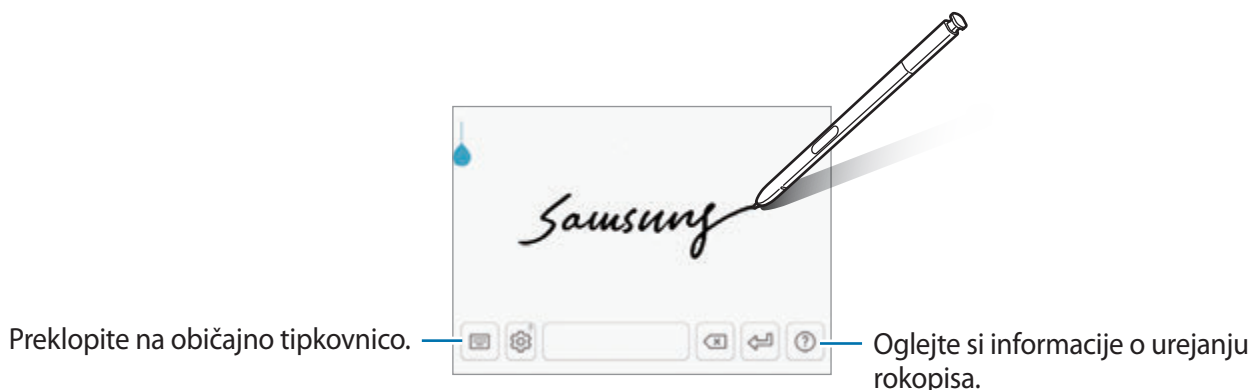 Samsung
Preklopite na običajno tipkovnico.
Oglejte si informacije o urejanju
rokopisa.